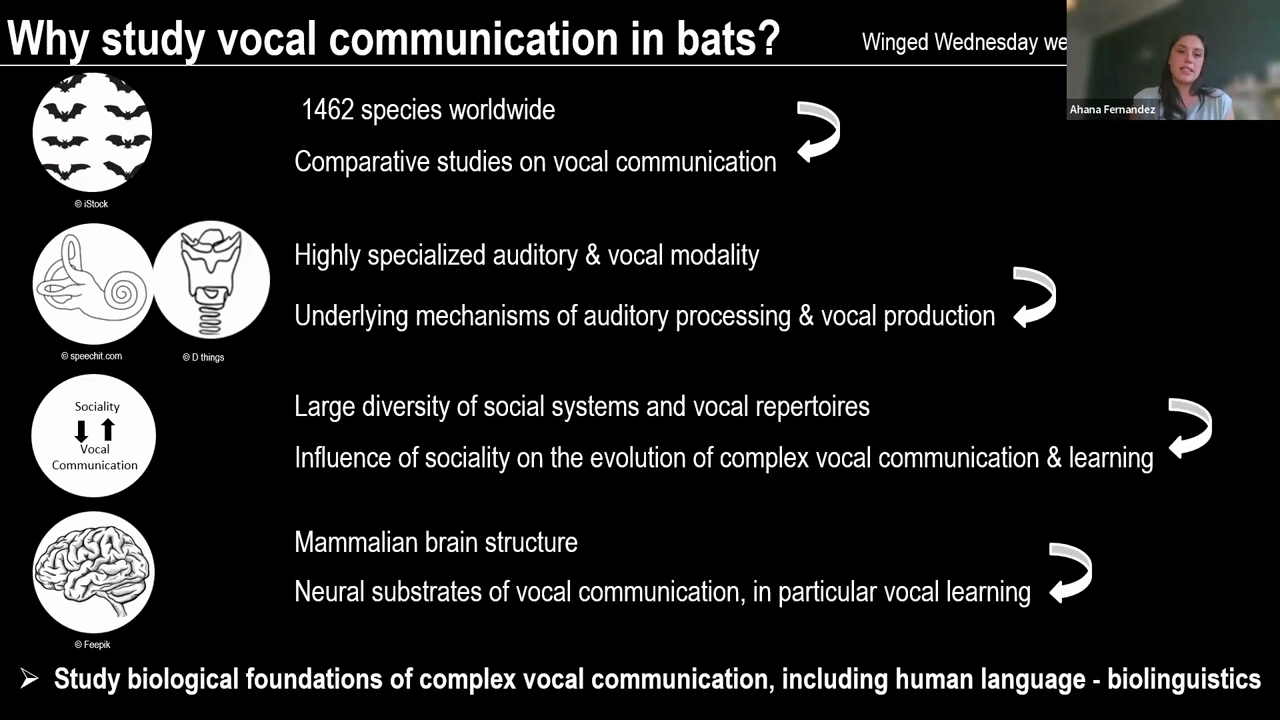 Why study vocal communication in bats?
Winged Wednesday we
Ahana Fernandez
1462 species worldwide
Comparative studies on vocal communication
© iStock
Highly specialized auditory & vocal modality
Underlying mechanisms of auditory processing & vocal production
© speechit.com
© D things
Sociality
Vocal
Communication
Large diversity of social systems and vocal repertoires
Influence of sociality on the evolution of complex vocal communication & learning
Mammalian brain structure
Neural substrates of vocal communication, in particular vocal learning
© Feepik
➢ Study biological foundations of complex vocal communication, including human language - biolinguistics